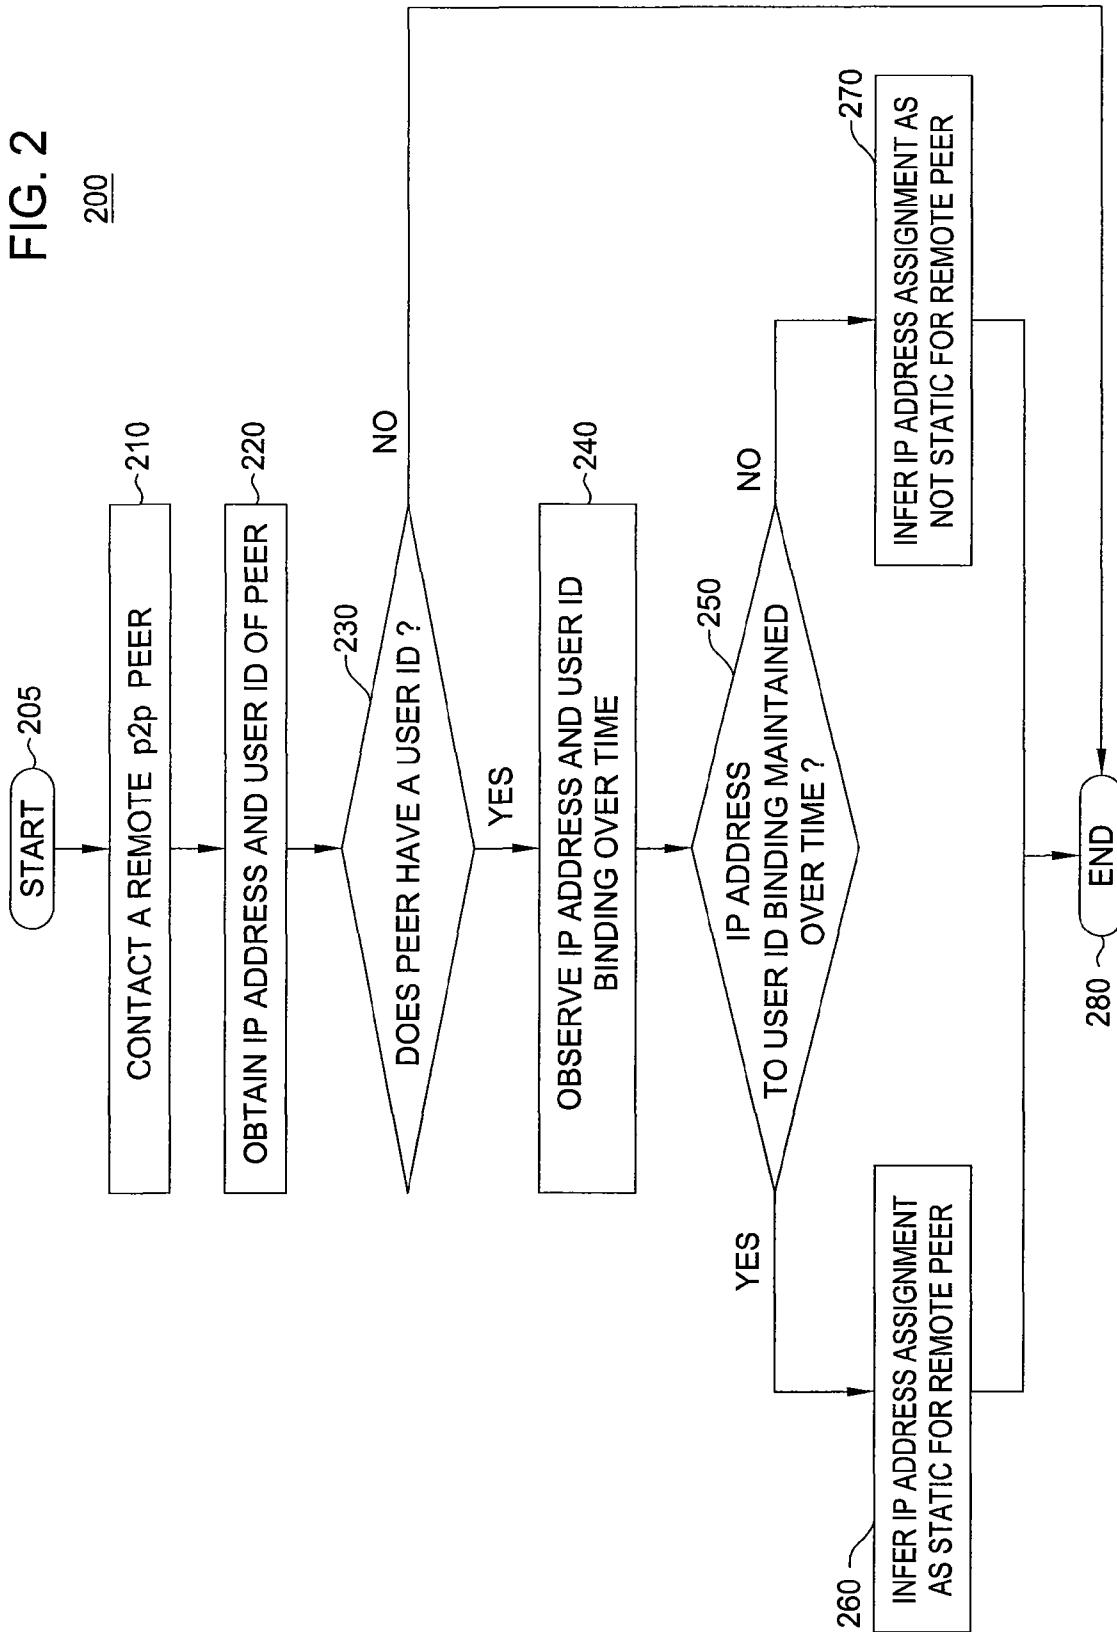 FIG. 2
200
START
205
CONTACT A REMOTE p2p PEER
210
OBTAIN IP ADDRESS AND USER ID OF PEER
220
DOES PEER HAVE A USER ID ?
230
NO
YES
OBSERVE IP ADDRESS AND USER ID
BINDING OVER TIME
240
IP ADDRESS
TO USER ID BINDING MAINTAINED
OVER TIME ?
250
YES
NO
INFER IP ADDRESS ASSIGNMENT
AS STATIC FOR REMOTE PEER
260
INFER IP ADDRESS ASSIGNMENT AS
NOT STATIC FOR REMOTE PEER
270
END
280